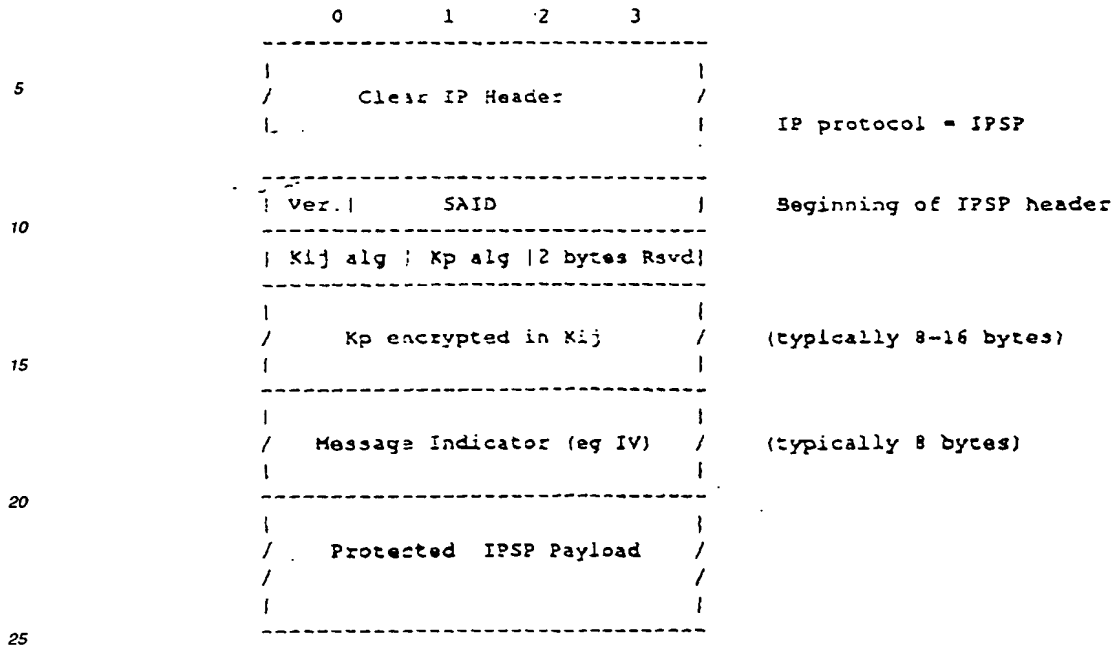 0 1 2 3
5
Clear IP Header
IP protocol = IPSP
| Ver. | SAID | Beginning of IPSP header
10
| Kij alg | Kp alg |2 bytes Rsvd|
/ Kp encrypted in Kij / (typically 8-16 bytes)
15
/ Message Indicator (eg IV) / (typically 8 bytes)
20
/ Protected IPSP Payload /
25